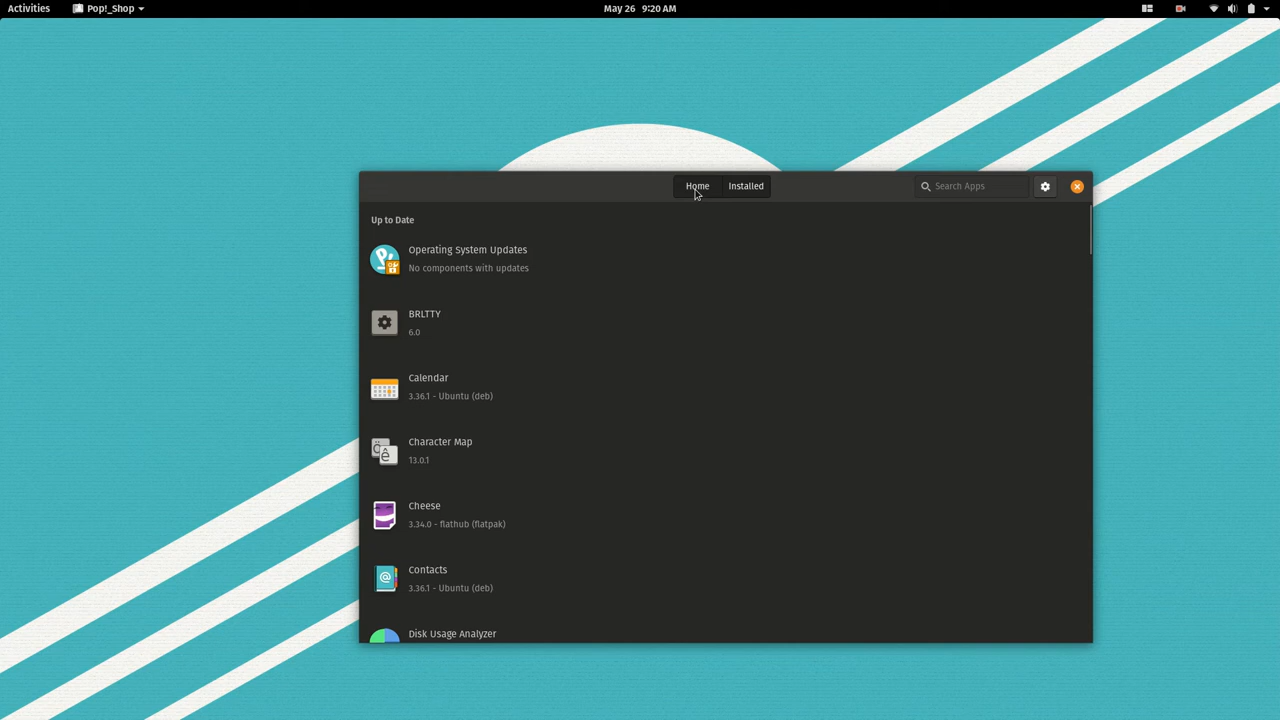 Activities
Pop!_Shop
May 26 9:20 AM
Home
Installed
Search Apps
Up to Date
Operating System Updates
No components with updates
BRLTTY
6.0
Calendar
3.36.1 - Ubuntu (deb)
Character Map
13.0.1
Cheese
3.34.0 - flathub (flatpak)
Contacts
3.36.1 - Ubuntu (deb)
Disk Usage Analyzer